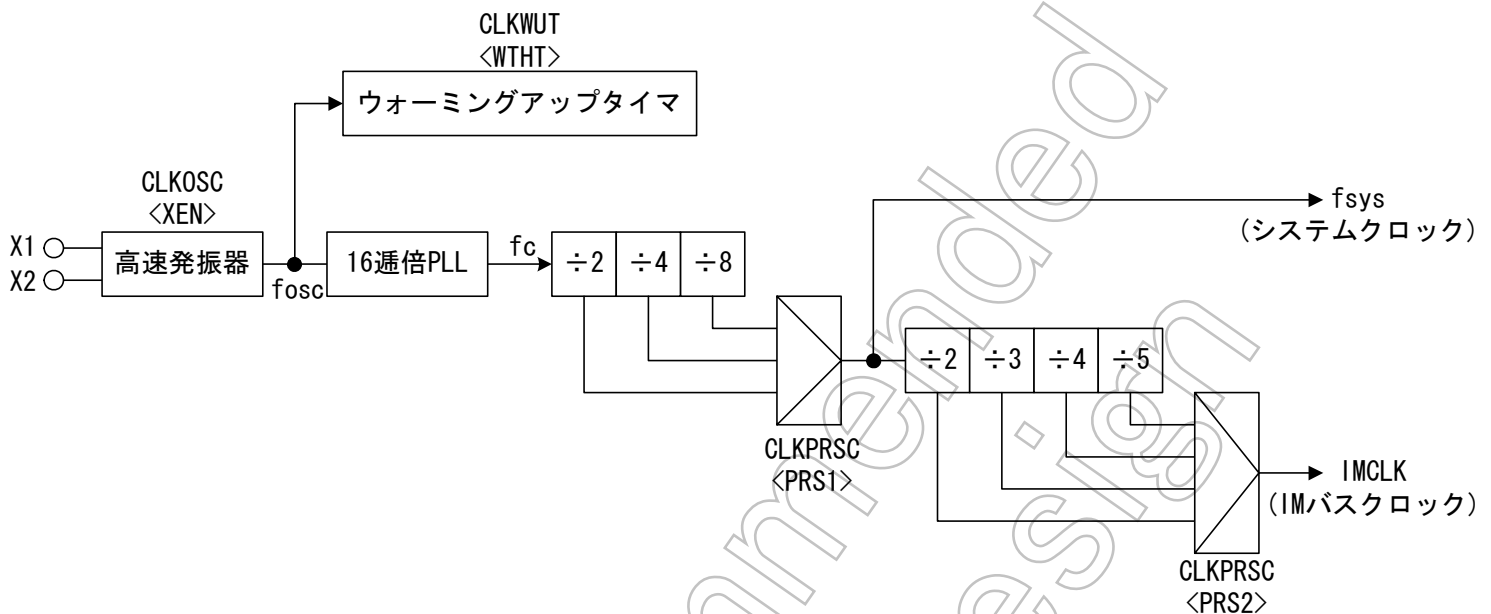 CLKWUT
<WTHT>
ウォーミングアップタイマ
CLKOSC
<XEN>
X1
X2
高速発振器
fosc
16逓倍PLL
fc
÷2
÷4
÷8
CLKPRSC
<PRS1>
fsys
(システムクロック)
÷2
÷3
÷4
÷5
CLKPRSC
<PRS2>
IMCLK
(IMバスクロック)
mmended
esign